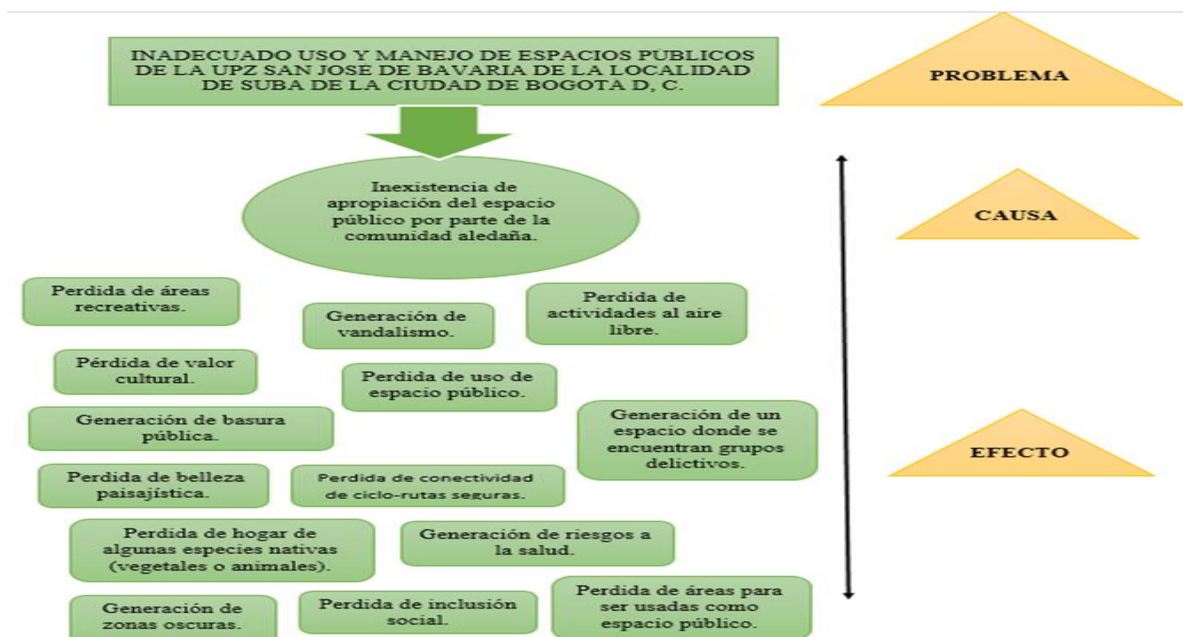 INADECUADO USO Y MANEJO DE ESPACIOS PÚBLICOS
DE LA UPZ SAN JOSE DE BAVARIA DE LA LOCALIDAD
DE SUBA DE LA CIUDAD DE BOGOTÁ D, C.
PROBLEMA
Inexistencia de
apropiación del espacio
público por parte de la
comunidad aledaña.
CAUSA
Perdida de áreas
recreativas.
Generación de
vandalismo.
Perdida de
actividades al aire
libre.
Pérdida de valor
cultural.
Perdida de uso de
espacio público.
Generación de basura
pública.
Generación de un
espacio donde se
encuentran grupos
delictivos.
EFECTO
Perdida de belleza
paisajística.
Perdida de conectividad
de ciclo-rutas seguras.
Perdida de hogar de
algunas especies nativas
(vegetales o animales).
Generación de riesgos a
la salud.
Generación de
zonas oscuras.
Perdida de inclusión
social.
Perdida de áreas para
ser usadas como
espacio público.